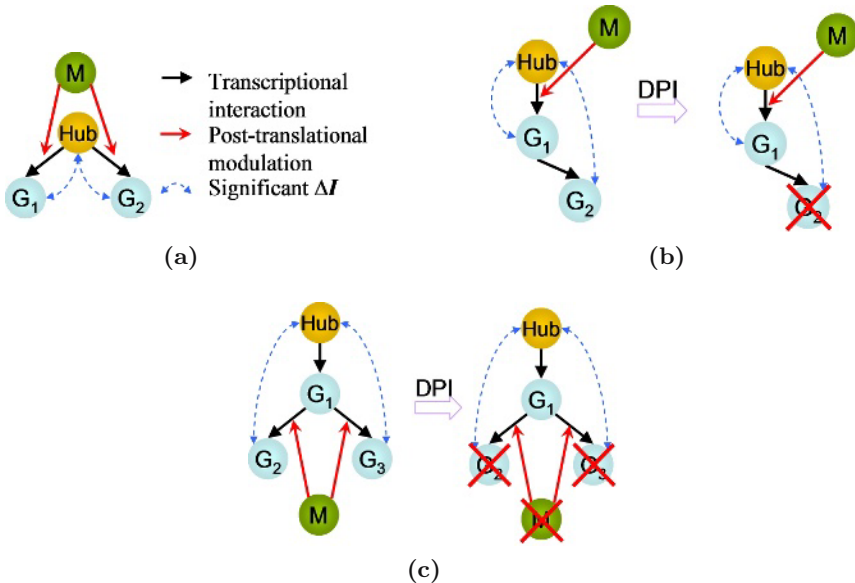 M
Hub
G1
G2
Transcriptional
interaction
Post-translational
modulation
Significant ΔI
(a)
M
Hub
G1
G2
DPI
M
Hub
G1
G2
(b)
Hub
G1
G2
G3
M
DPI
Hub
G1
G2
G3
M
(c)